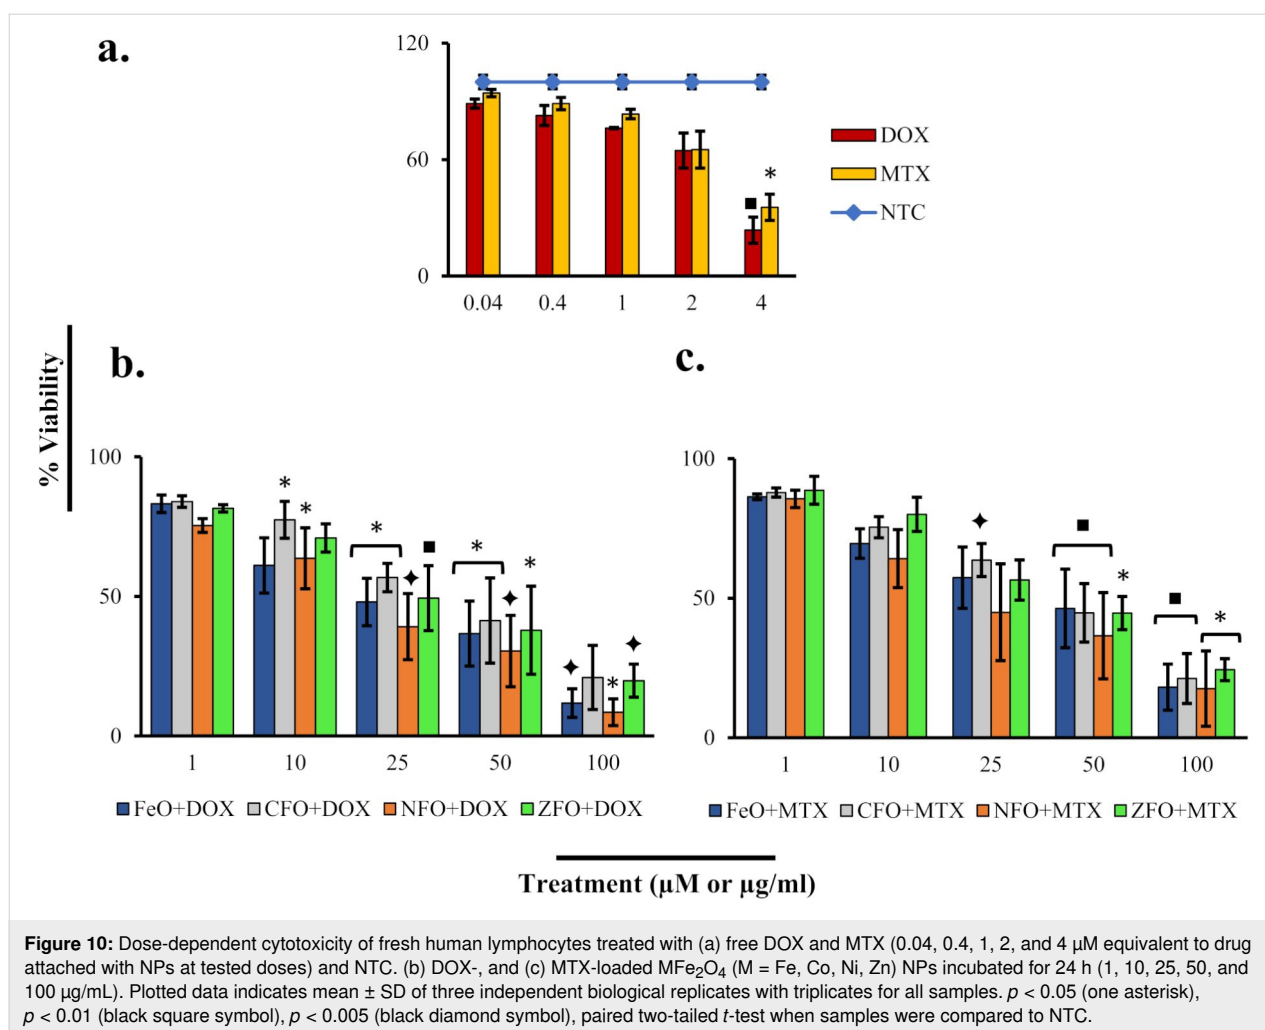 a.
120
60
0
0.04 0.4 1 2 4
*
DOX
MTX
NTC
% Viability
b.
100
50
0
1 10 25 50 100
* * * * * *
FeO+DOX CFO+DOX NFO+DOX ZFO+DOX
c.
100
50
0
1 10 25 50 100
* *
FeO+MTX CFO+MTX NFO+MTX ZFO+MTX
Treatment (µM or µg/ml)
Figure 10: Dose-dependent cytotoxicity of fresh human lymphocytes treated with (a) free DOX and MTX (0.04, 0.4, 1, 2, and 4 µM equivalent to drug
attached with NPs at tested doses) and NTC. (b) DOX-, and (c) MTX-loaded MFe₂O₄ (M = Fe, Co, Ni, Zn) NPs incubated for 24 h (1, 10, 25, 50, and
100 µg/mL). Plotted data indicates mean ± SD of three independent biological replicates with triplicates for all samples. p < 0.05 (one asterisk),
p < 0.01 (black square symbol), p < 0.005 (black diamond symbol), paired two-tailed t-test when samples were compared to NTC.